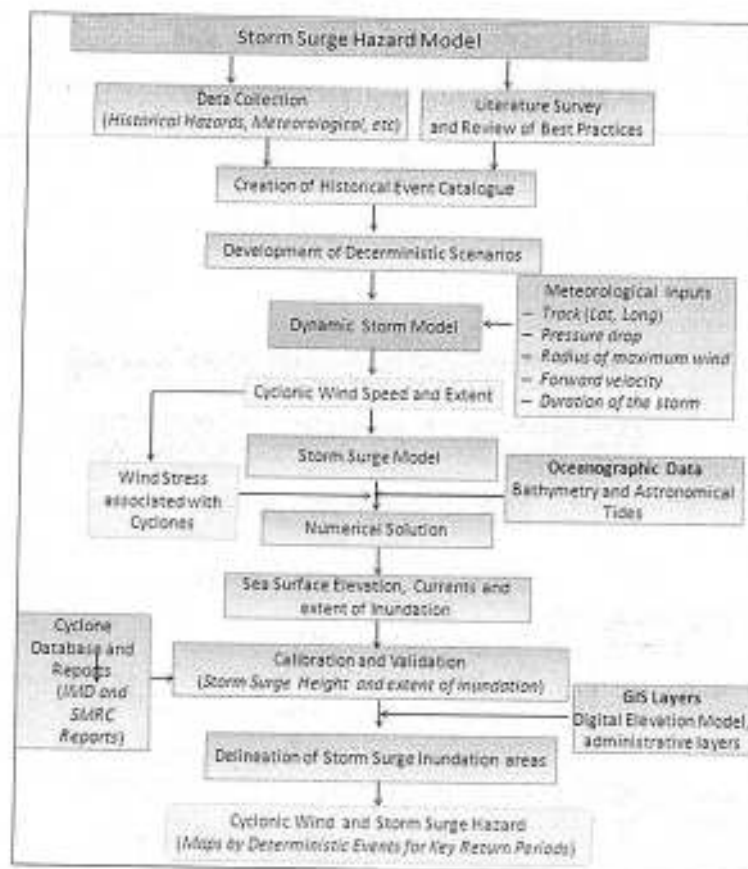 Storm Surge Hazard Model
Data Collection
(Historical Hazards, Meteorological, etc)
Literature Survey
and Review of Best Practices
Creation of Historical Event Catalogue
Development of Deterministic Scenarios
Dynamic Storm Model
Meteorological Inputs
– Track (Lat, Long)
– Pressure drop
– Radius of maximum wind
– Forward velocity
– Duration of the storm
Cyclonic Wind Speed and Extent
Storm Surge Model
Wind Stress
associated with
Cyclones
Oceanographic Data
Bathymetry and Astronomical
Tides
Numerical Solution
Sea Surface Elevation, Currents and
extent of Inundation
Cyclone
Database and
Reports
(IMD and
SMRC
Reports)
Calibration and Validation
(Storm Surge Height and extent of inundation)
GIS Layers
Digital Elevation Model,
administrative layers
Delineation of Storm Surge Inundation areas
Cyclonic Wind and Storm Surge Hazard
(Maps by Deterministic Events for Key Return Periods)